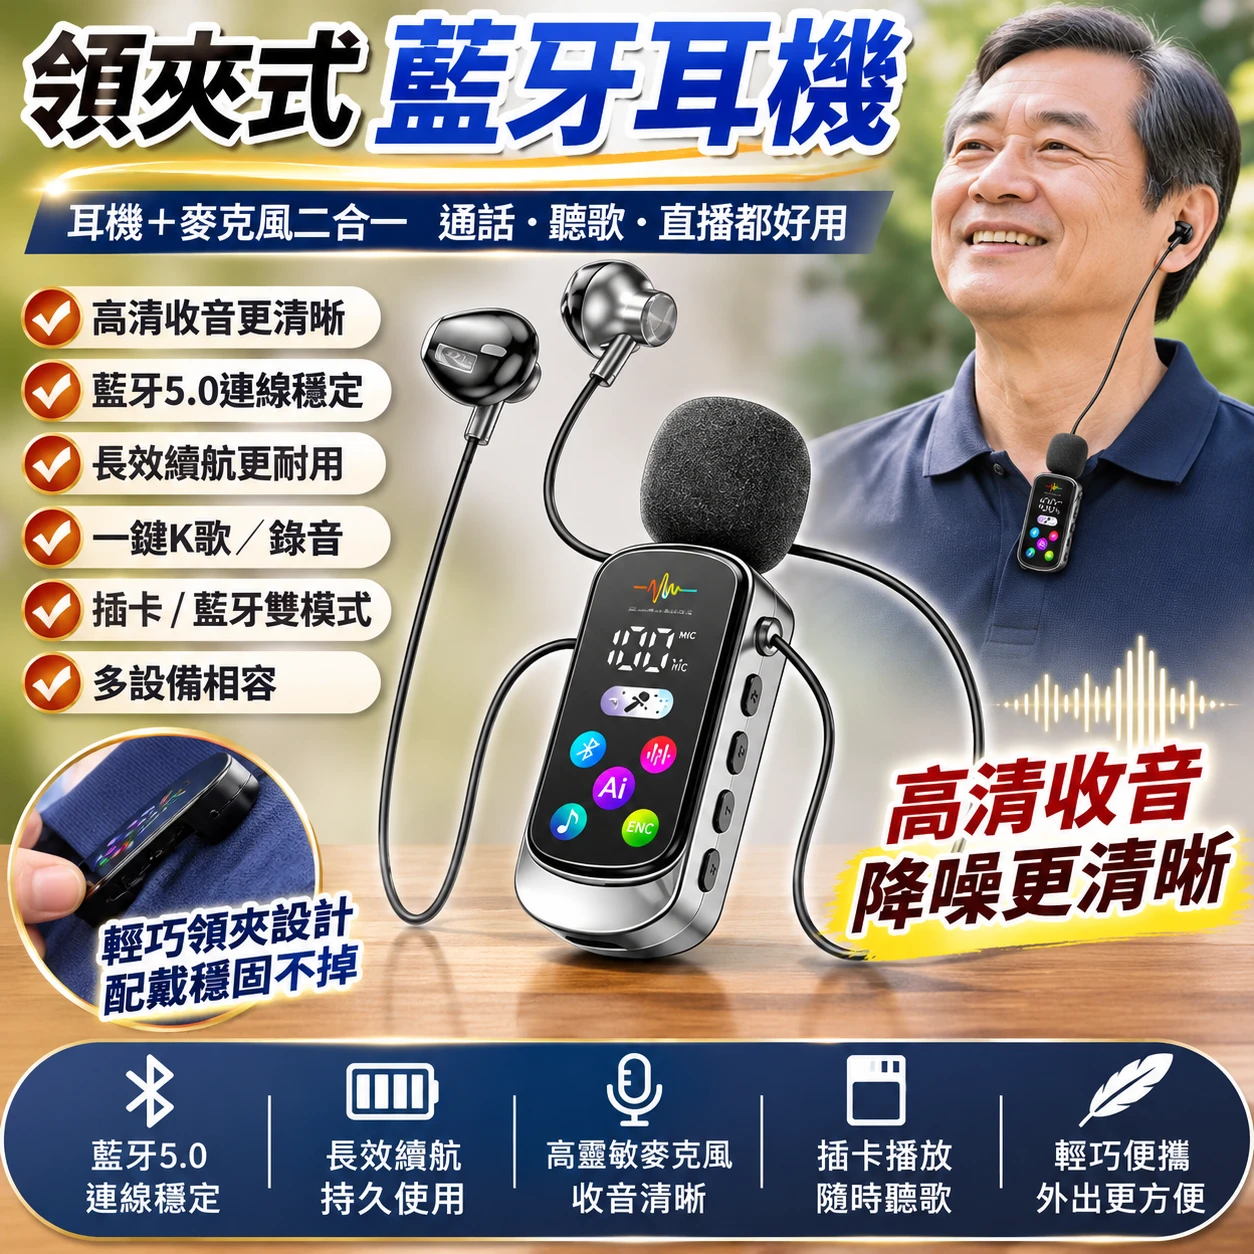 領夾式 藍牙耳機
耳機＋麥克風二合一 通話・聽歌・直播都好用
高清收音更清晰
藍牙5.0連線穩定
長效續航更耐用
一鍵K歌／錄音
插卡/藍牙雙模式
多設備相容
100 MIC
MIC
Ai
ENC
高清收音
降噪更清晰
輕巧領夾設計
配戴穩固不掉
藍牙5.0
連線穩定
長效續航
持久使用
高靈敏麥克風
收音清晰
插卡播放
隨時聽歌
輕巧便攜
外出更方便